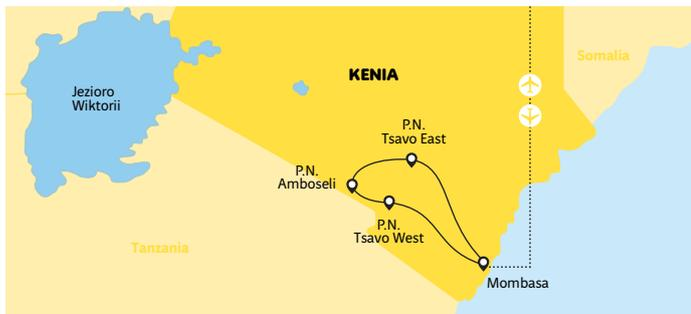 KENIA
Somalia
Jezioro
Wiktorii
P.N.
Tsavo East
P.N.
Amboseli
P.N.
Tsavo West
Tanzania
Mombasa